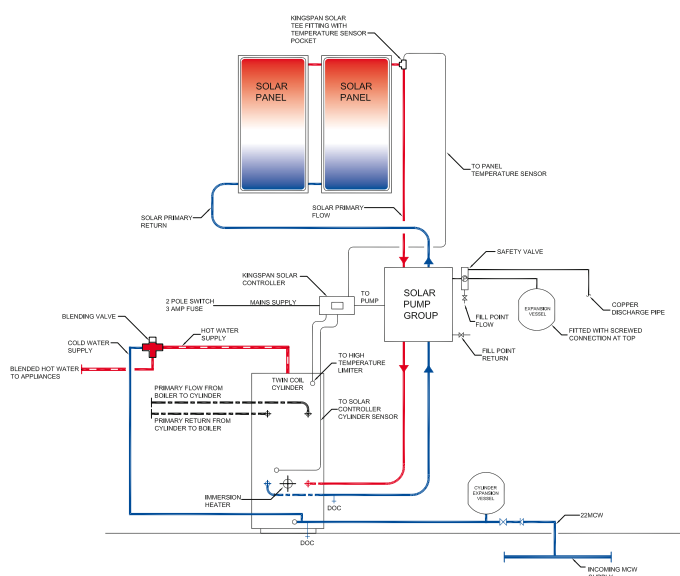 KINGSPAN SOLAR
TEE FITTING WITH
TEMPERATURE SENSOR
POCKET
SOLAR
PANEL
SOLAR
PANEL
TO PANEL
TEMPERATURE SENSOR
SOLAR PRIMARY
RETURN
SOLAR PRIMARY
FLOW
SAFETY VALVE
KINGSPAN SOLAR
CONTROLLER
2 POLE SWITCH
3 AMP FUSE
MAINS SUPPLY
TO
PUMP
SOLAR
PUMP
GROUP
EXPANSION
VESSEL
COPPER
DISCHARGE PIPE
FILL POINT
FLOW
FITTED WITH SCREWED
CONNECTION AT TOP
BLENDING VALVE
COLD WATER
SUPPLY
HOT WATER
SUPPLY
FILL POINT
RETURN
BLENDED HOT WATER
TO APPLIANCES
TO HIGH
TEMPERATURE
LIMITER
TWIN COIL
CYLINDER
PRIMARY FLOW FROM
BOILER TO CYLINDER
PRIMARY RETURN FROM
CYLINDER TO BOILER
TO SOLAR
CONTROLLER
CYLINDER SENSOR
IMMERSION
HEATER
DOC
CYLINDER
EXPANSION
VESSEL
22MCW
DOC
INCOMING MCW
SUPPLY